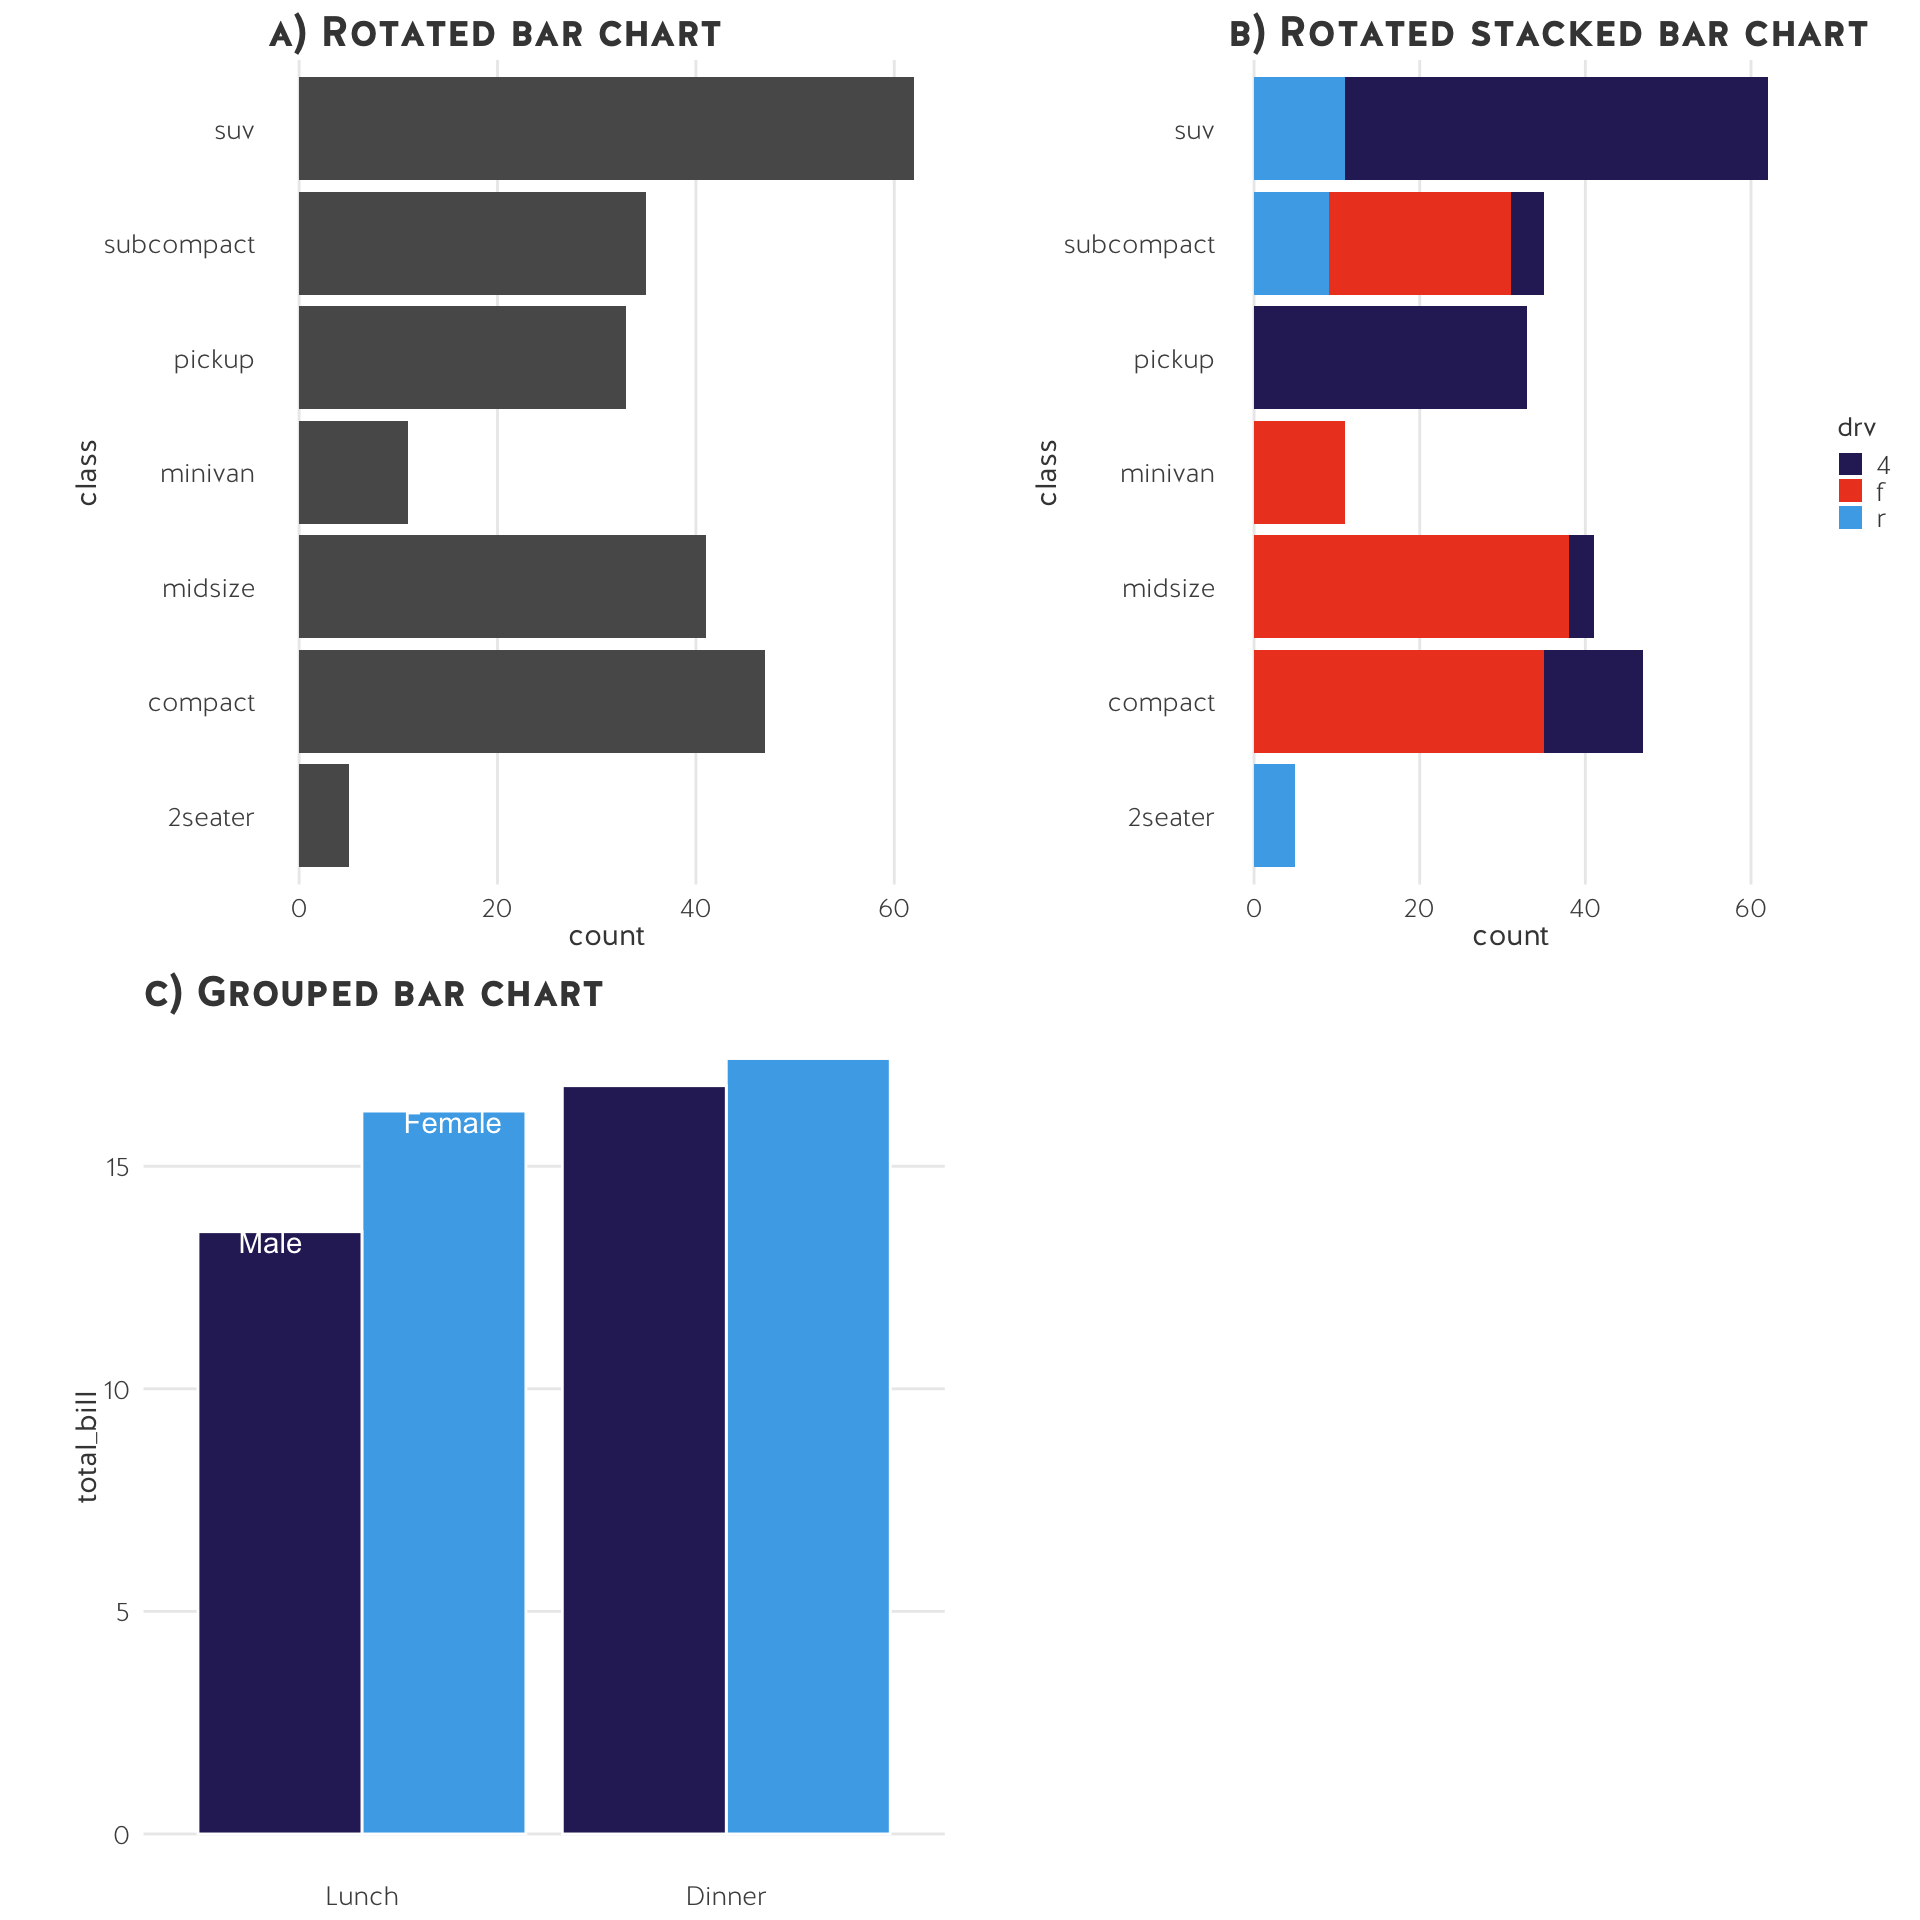 A) Rotated bar chart
suv
subcompact
pickup
minivan
midsize
compact
2seater
class
0 20 40 60
count
B) Rotated stacked bar chart
suv
subcompact
pickup
minivan
midsize
compact
2seater
class
0 20 40 60
count
drv
4
f
r
C) Grouped bar chart
Female
Male
15
10
5
0
total_bill
Lunch Dinner